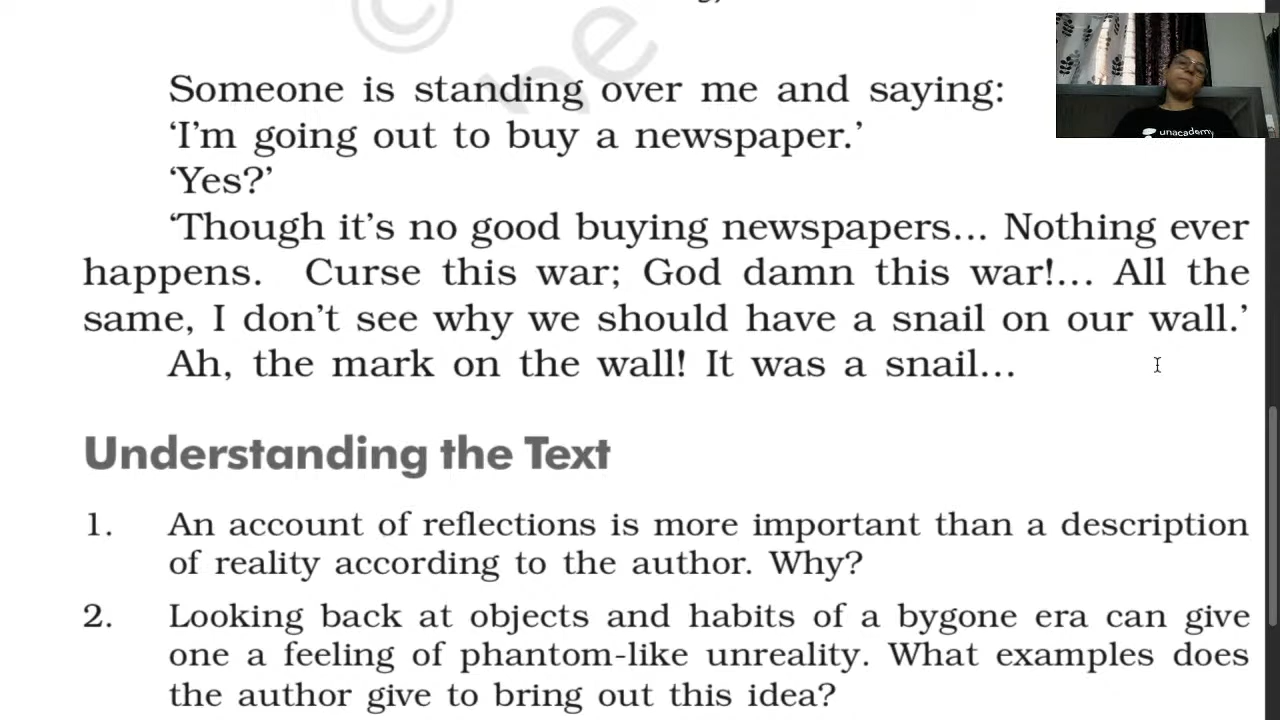 Someone is standing over me and saying:
‘I’m going out to buy a newspaper.’
‘Yes?’
‘Though it’s no good buying newspapers... Nothing ever
happens. Curse this war; God damn this war!... All the
same, I don’t see why we should have a snail on our wall.’
Ah, the mark on the wall! It was a snail...
Understanding the Text
1. An account of reflections is more important than a description
of reality according to the author. Why?
2. Looking back at objects and habits of a bygone era can give
one a feeling of phantom-like unreality. What examples does
the author give to bring out this idea?
unacademy